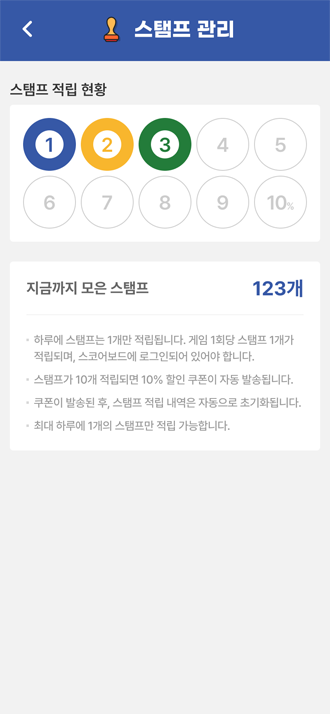 스탬프 관리
스탬프 적립 현황
1 2 3 4 5
6 7 8 9 10%
지금까지 모은 스탬프 123개
하루에 스탬프는 1개만 적립됩니다. 게임 1회당 스탬프 1개가
적립되며, 스코어보드에 로그인되어 있어야 합니다.
스탬프가 10개 적립되면 10% 할인 쿠폰이 자동 발송됩니다.
쿠폰이 발송된 후, 스탬프 적립 내역은 자동으로 초기화됩니다.
최대 하루에 1개의 스탬프만 적립 가능합니다.